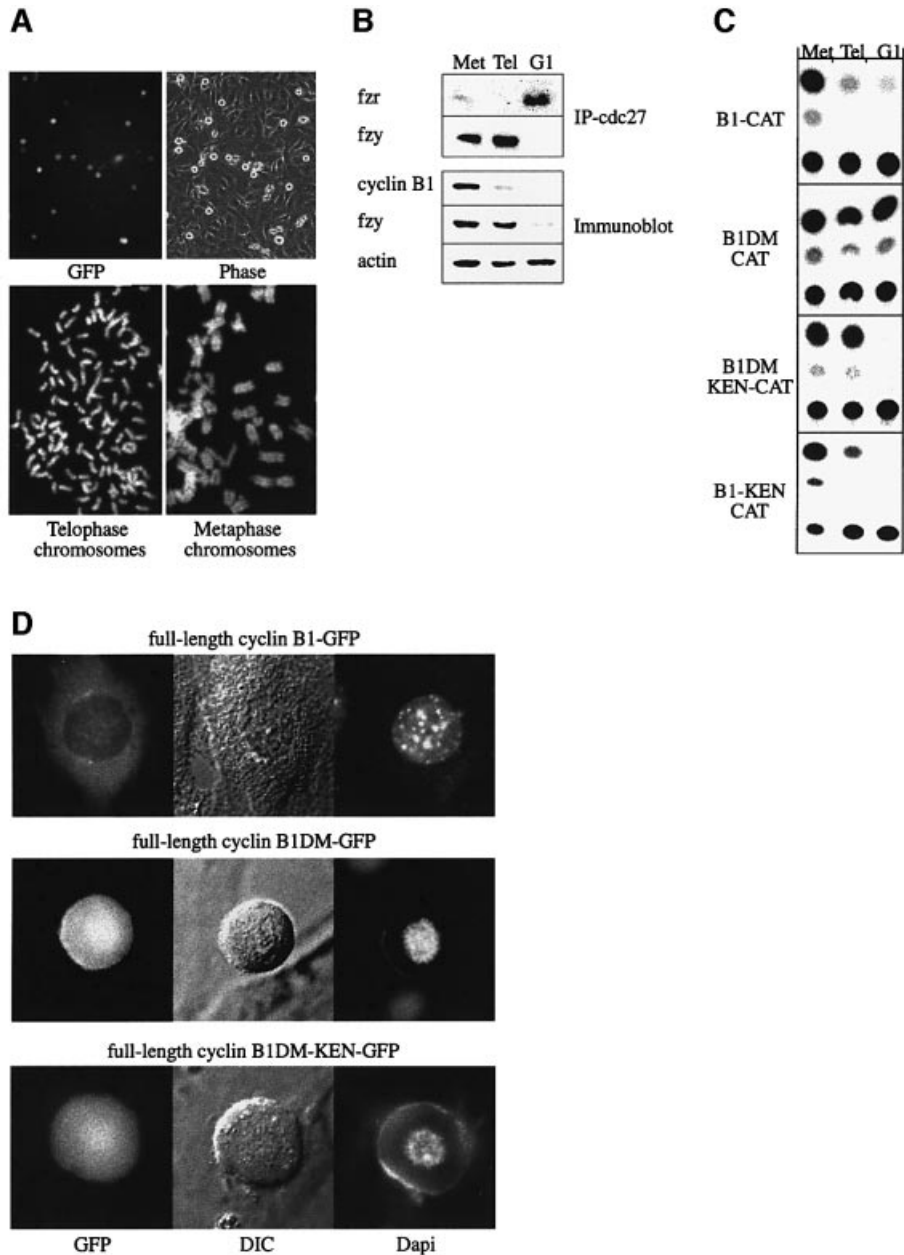 A
GFP
Phase
Telophase
chromosomes
Metaphase
chromosomes
B
Met Tel G1
fzr
fzy
IP-cdc27
cyclin B1
fzy
actin
Immunoblot
C
Met Tel G1
B1-CAT
B1DM
CAT
B1DM
KEN-CAT
B1-KEN
CAT
D
full-length cyclin B1-GFP
full-length cyclin B1DM-GFP
full-length cyclin B1DM-KEN-GFP
GFP
DIC
Dapi